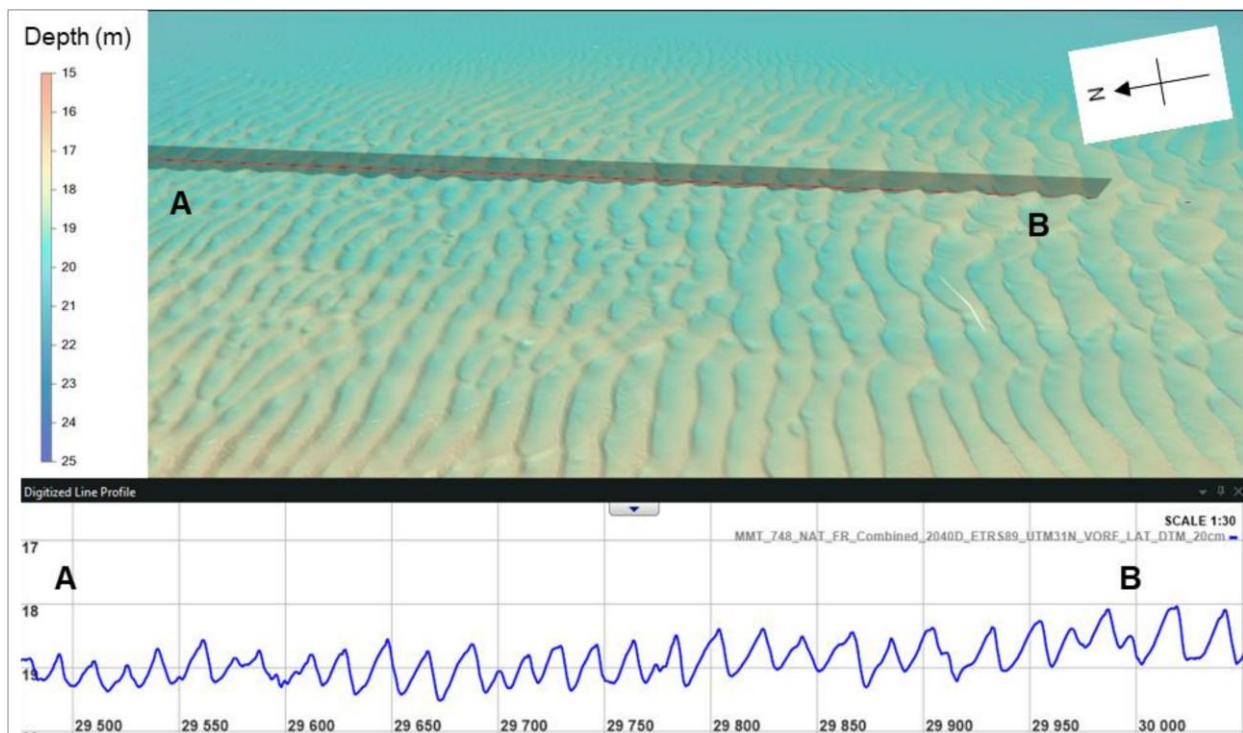 Depth (m)
15
16
17
18
19
20
21
22
23
24
25
N
A
B
Digitized Line Profile
SCALE 1:30
MMT_748_NAT_FR_Combined_2040D_ETRS89_UTM31N_VORF_LAT_DTM_20cm
17
A
B
18
19
29 500
29 550
29 600
29 650
29 700
29 750
29 800
29 850
29 900
29 950
30 000